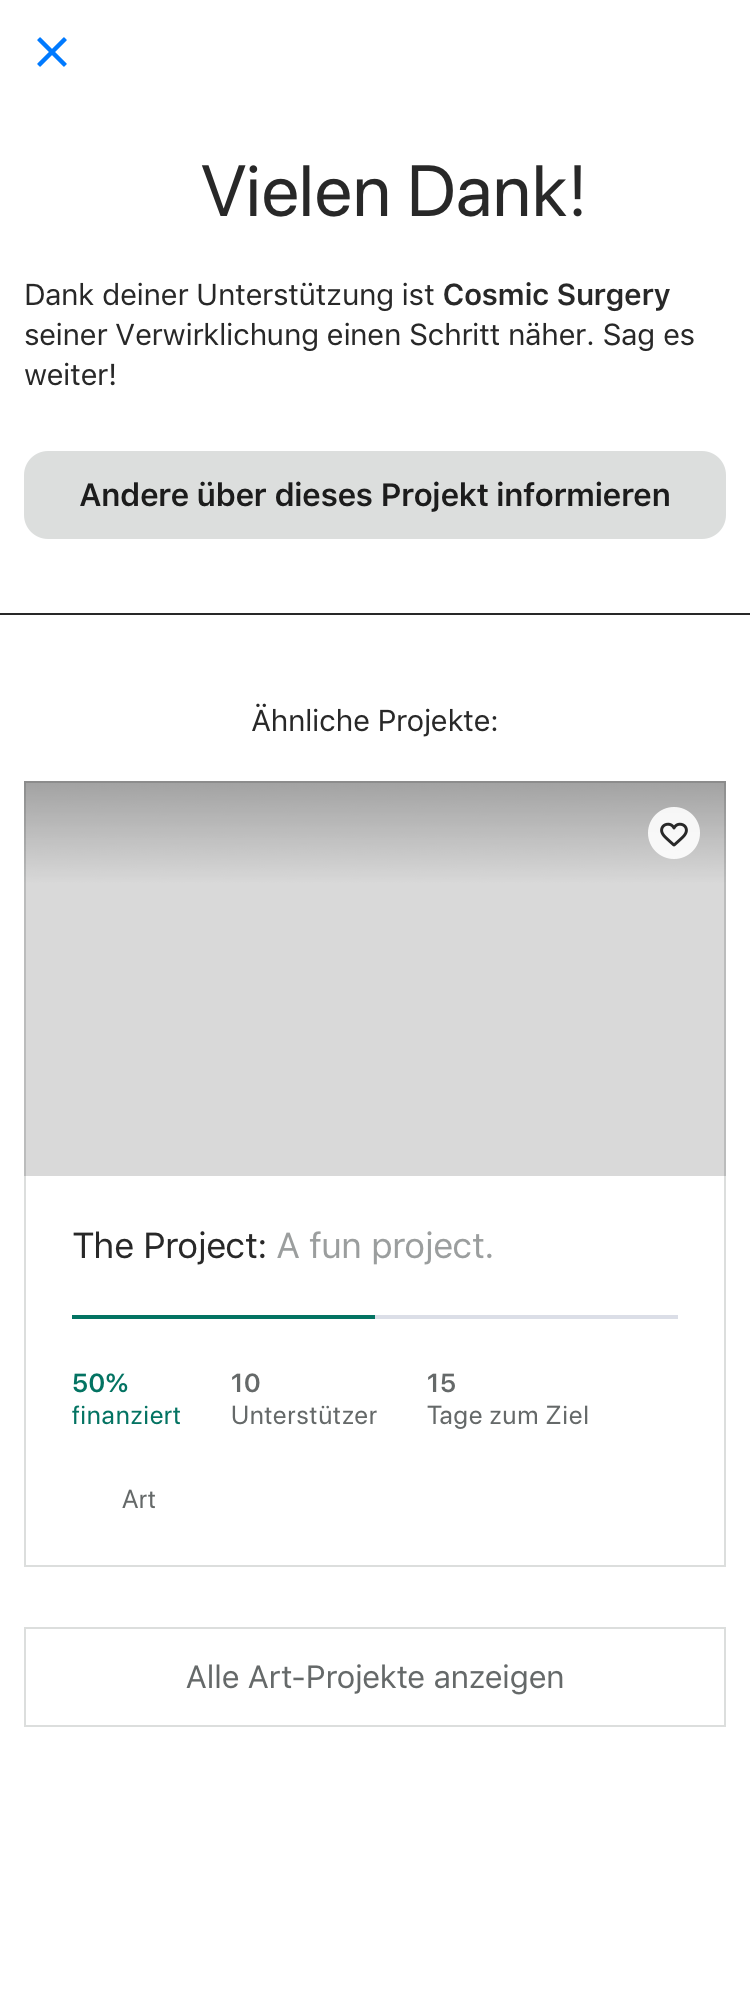 Vielen Dank!
Dank deiner Unterstützung ist Cosmic Surgery
seiner Verwirklichung einen Schritt näher. Sag es
weiter!
Andere über dieses Projekt informieren
Ähnliche Projekte:
The Project: A fun project.
50%
finanziert
10
Unterstützer
15
Tage zum Ziel
Art
Alle Art-Projekte anzeigen